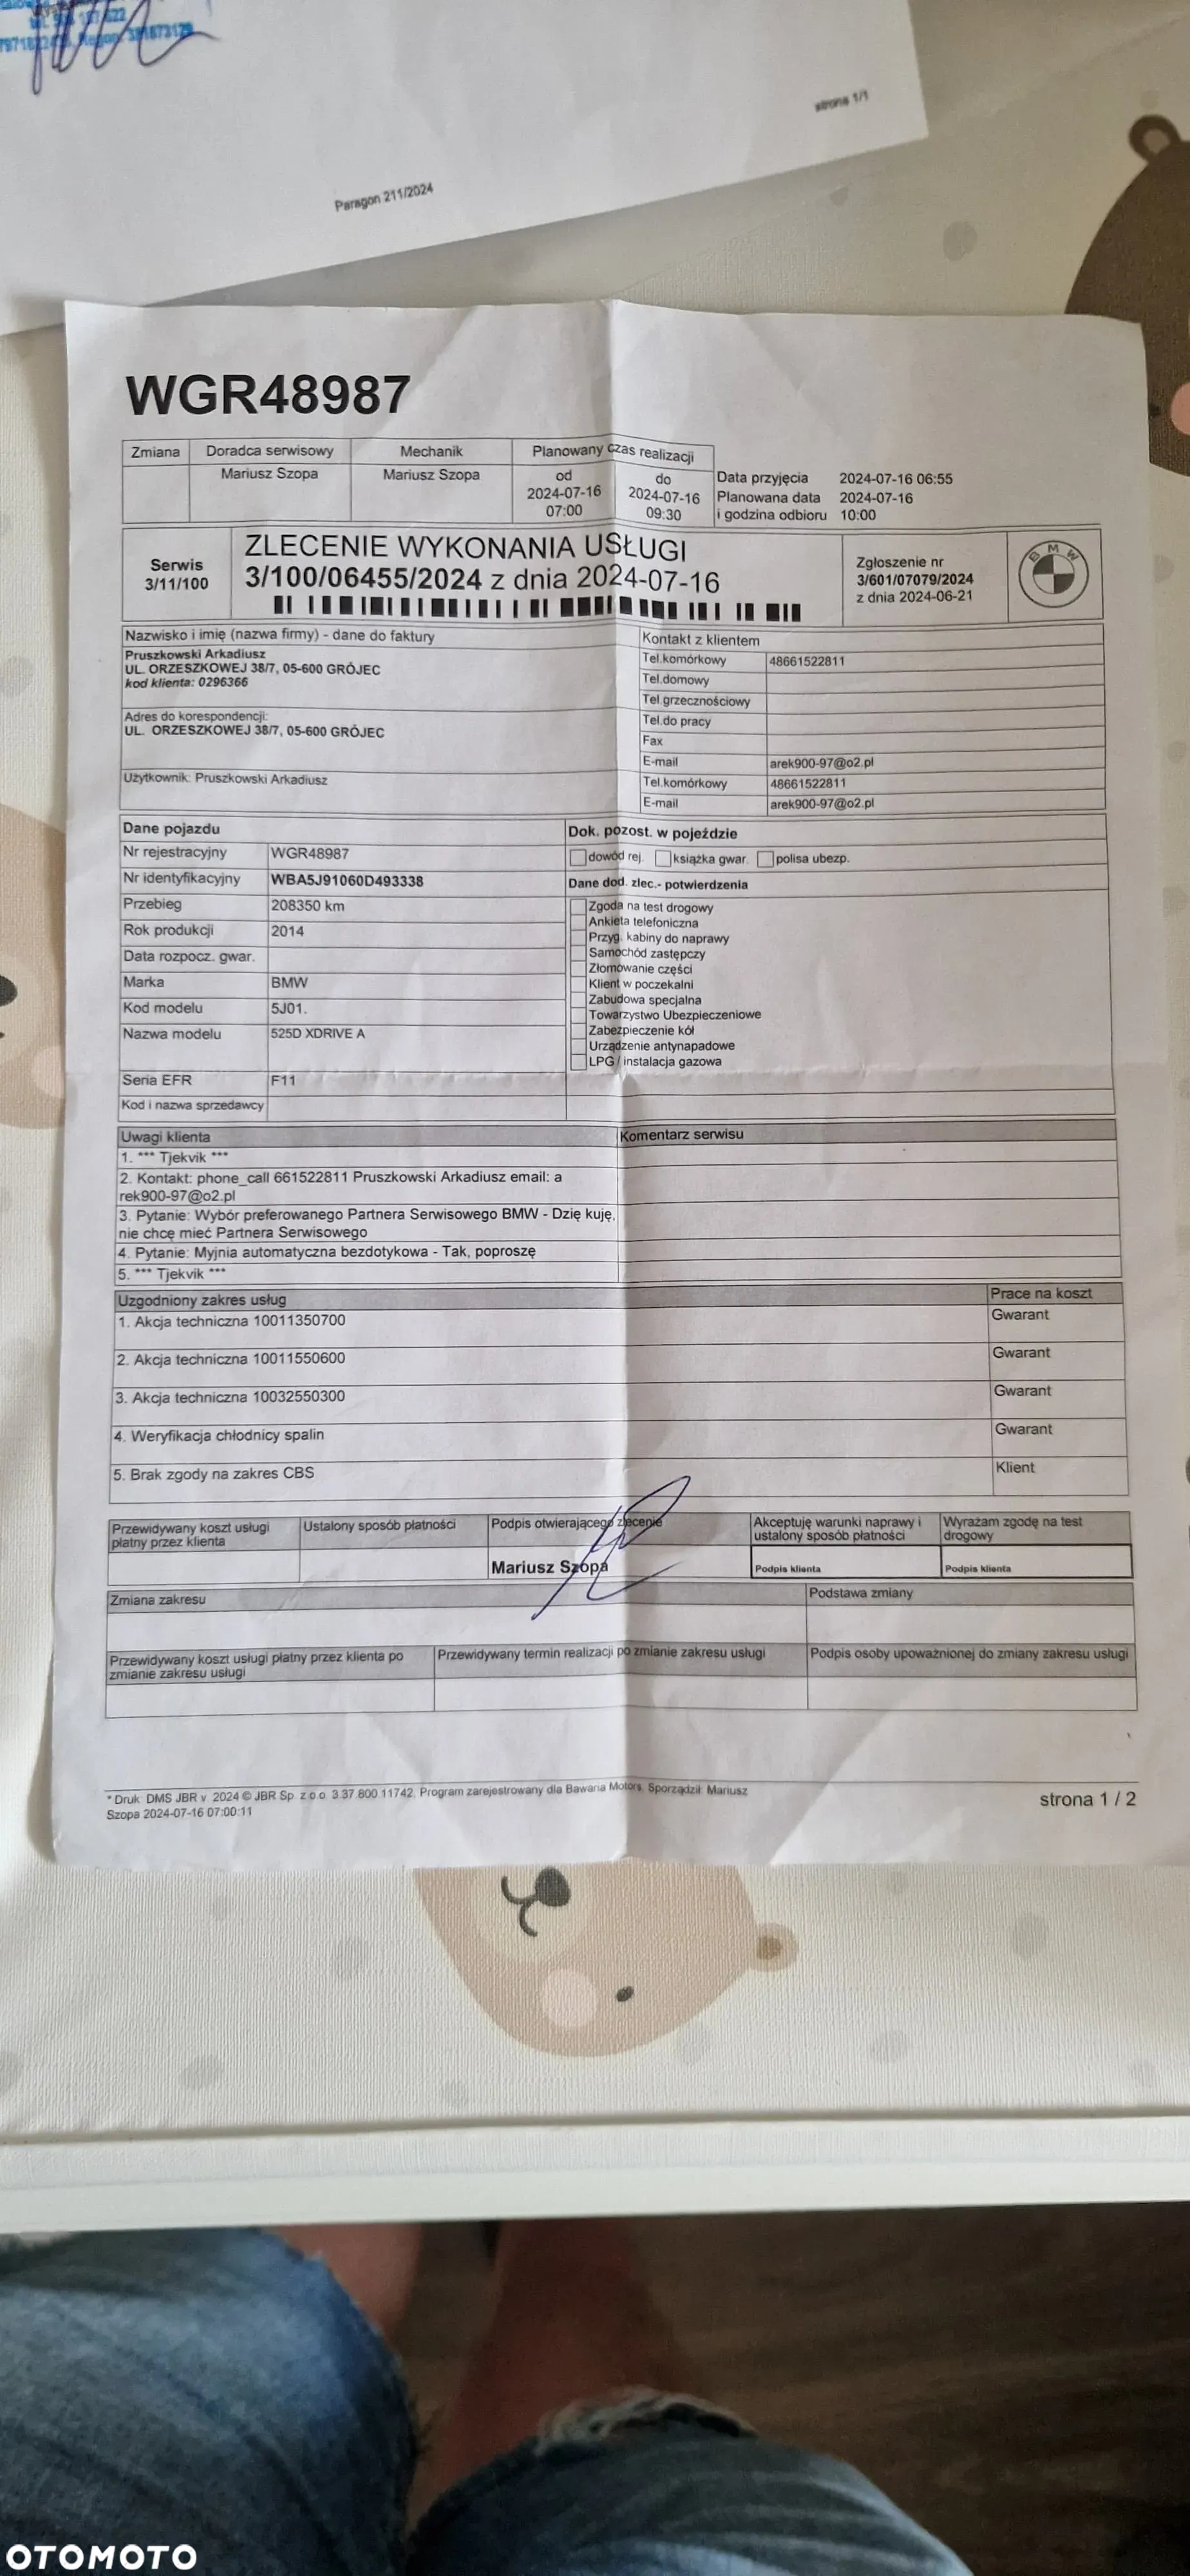 strona 1/1
Paragon 211/2024
WGR48987
Zmiana Doradca serwisowy Mechanik Planowany czas realizacji
Mariusz Szopa Mariusz Szopa od do
2024-07-16 2024-07-16
07:00 09:30
Data przyjęcia 2024-07-16 06:55
Planowana data 2024-07-16
i godzina odbioru 10:00
Serwis
3/11/100
ZLECENIE WYKONANIA USŁUGI
3/100/06455/2024 z dnia 2024-07-16
Zgłoszenie nr
3/601/07079/2024
z dnia 2024-06-21
BMW
Nazwisko i imię (nazwa firmy) - dane do faktury
Pruszkowski Arkadiusz
UL. ORZESZKOWEJ 38/7, 05-600 GRÓJEC
kod klienta: 0296366
Adres do korespondencji:
UL. ORZESZKOWEJ 38/7, 05-600 GRÓJEC
Użytkownik: Pruszkowski Arkadiusz
Kontakt z klientem
Tel.komórkowy 48661522811
Tel.domowy
Tel.grzecznościowy
Tel.do pracy
Fax
E-mail arek900-97@o2.pl
Tel.komórkowy 48661522811
E-mail arek900-97@o2.pl
Dane pojazdu
Nr rejestracyjny WGR48987
Nr identyfikacyjny WBA5J91060D493338
Przebieg 208350 km
Rok produkcji 2014
Data rozpocz. gwar.
Marka BMW
Kod modelu 5J01.
Nazwa modelu 525D XDRIVE A
Seria EFR F11
Kod i nazwa sprzedawcy
Dok. pozost. w pojeździe
dowód rej. książka gwar. polisa ubezp.
Dane dod. zlec.- potwierdzenia
Zgoda na test drogowy
Ankieta telefoniczna
Przyg. kabiny do naprawy
Samochód zastępczy
Złomowanie części
Klient w poczekalni
Zabudowa specjalna
Towarzystwo Ubezpieczeniowe
Zabezpieczenie kół
Urządzenie antynapadowe
LPG / instalacja gazowa
Uwagi klienta Komentarz serwisu
1. *** Tjekvik ***
2. Kontakt: phone_call 661522811 Pruszkowski Arkadiusz email: a
rek900-97@o2.pl
3. Pytanie: Wybór preferowanego Partnera Serwisowego BMW - Dzię kuję,
nie chcę mieć Partnera Serwisowego
4. Pytanie: Myjnia automatyczna bezdotykowa - Tak, poproszę
5. *** Tjekvik ***
Uzgodniony zakres usług Prace na koszt
1. Akcja techniczna 10011350700 Gwarant
2. Akcja techniczna 10011550600 Gwarant
3. Akcja techniczna 10032550300 Gwarant
4. Weryfikacja chłodnicy spalin Gwarant
5. Brak zgody na zakres CBS Klient
Przewidywany koszt usługi
płatny przez klienta
Ustalony sposób płatności
Podpis otwierającego zlecenie
Mariusz Szopa
Akceptuję warunki naprawy i
ustalony sposób płatności
Podpis klienta
Wyrażam zgodę na test
drogowy
Podpis klienta
Zmiana zakresu Podstawa zmiany
Przewidywany koszt usługi płatny przez klienta po
zmianie zakresu usługi
Przewidywany termin realizacji po zmianie zakresu usługi
Podpis osoby upoważnionej do zmiany zakresu usługi
* Druk: DMS JBR v. 2024 © JBR Sp. z o.o. 3.37.800.11742. Program zarejestrowany dla Bawaria Motors. Sporządził: Mariusz
Szopa 2024-07-16 07:00:11
strona 1 / 2
OTOMOTO